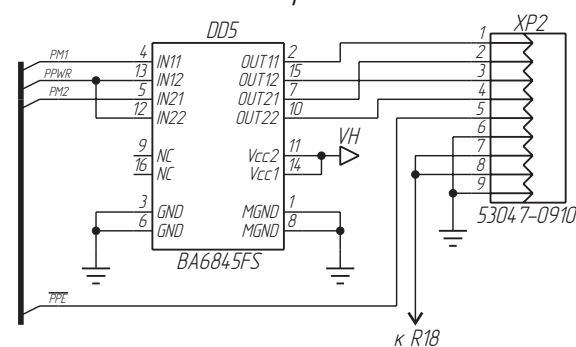 DD5
XP2
PM1 4 IN11 OUT11 2 1
PPWR 13 IN12 OUT12 15 2
PM2 5 IN21 OUT21 7 3
12 IN22 OUT22 10 4
5
6
9 NC Vcc2 11 VH 7
16 NC Vcc1 14 8
9
3 GND MGND 1
6 GND MGND 8
53047-0910
BA6845FS
PPE
к R18